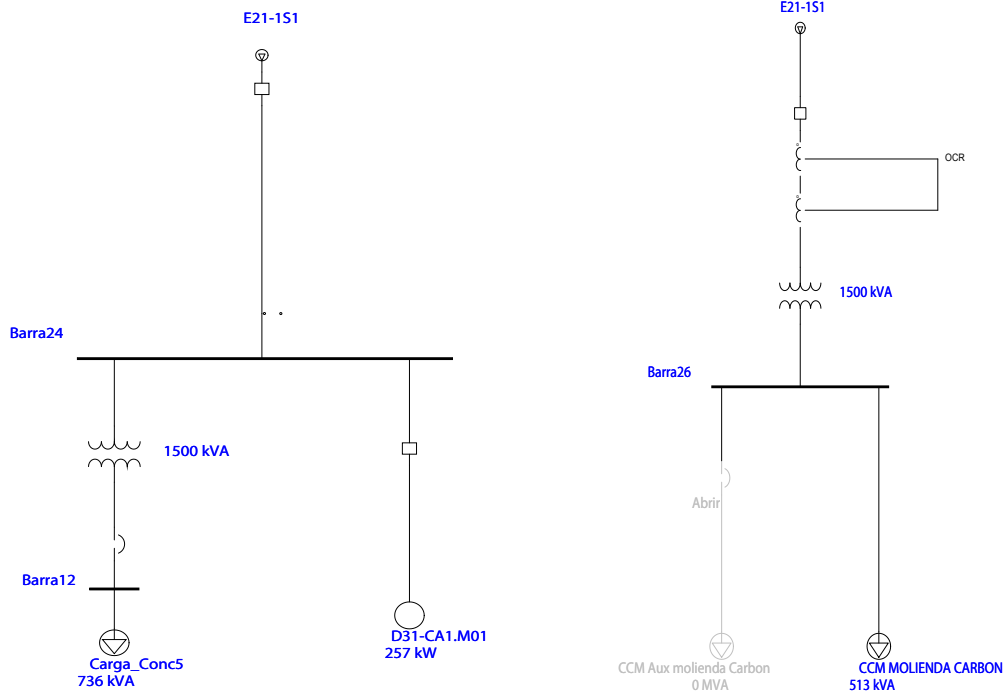 E21-1S1
Barra24
1500 kVA
Barra12
Carga_Conc5
736 kVA
D31-CA1.M01
257 kW
E21-1S1
OCR
1500 kVA
Barra26
Abrir
CCM Aux molienda Carbon
0 MVA
CCM MOLIENDA CARBON
513 kVA